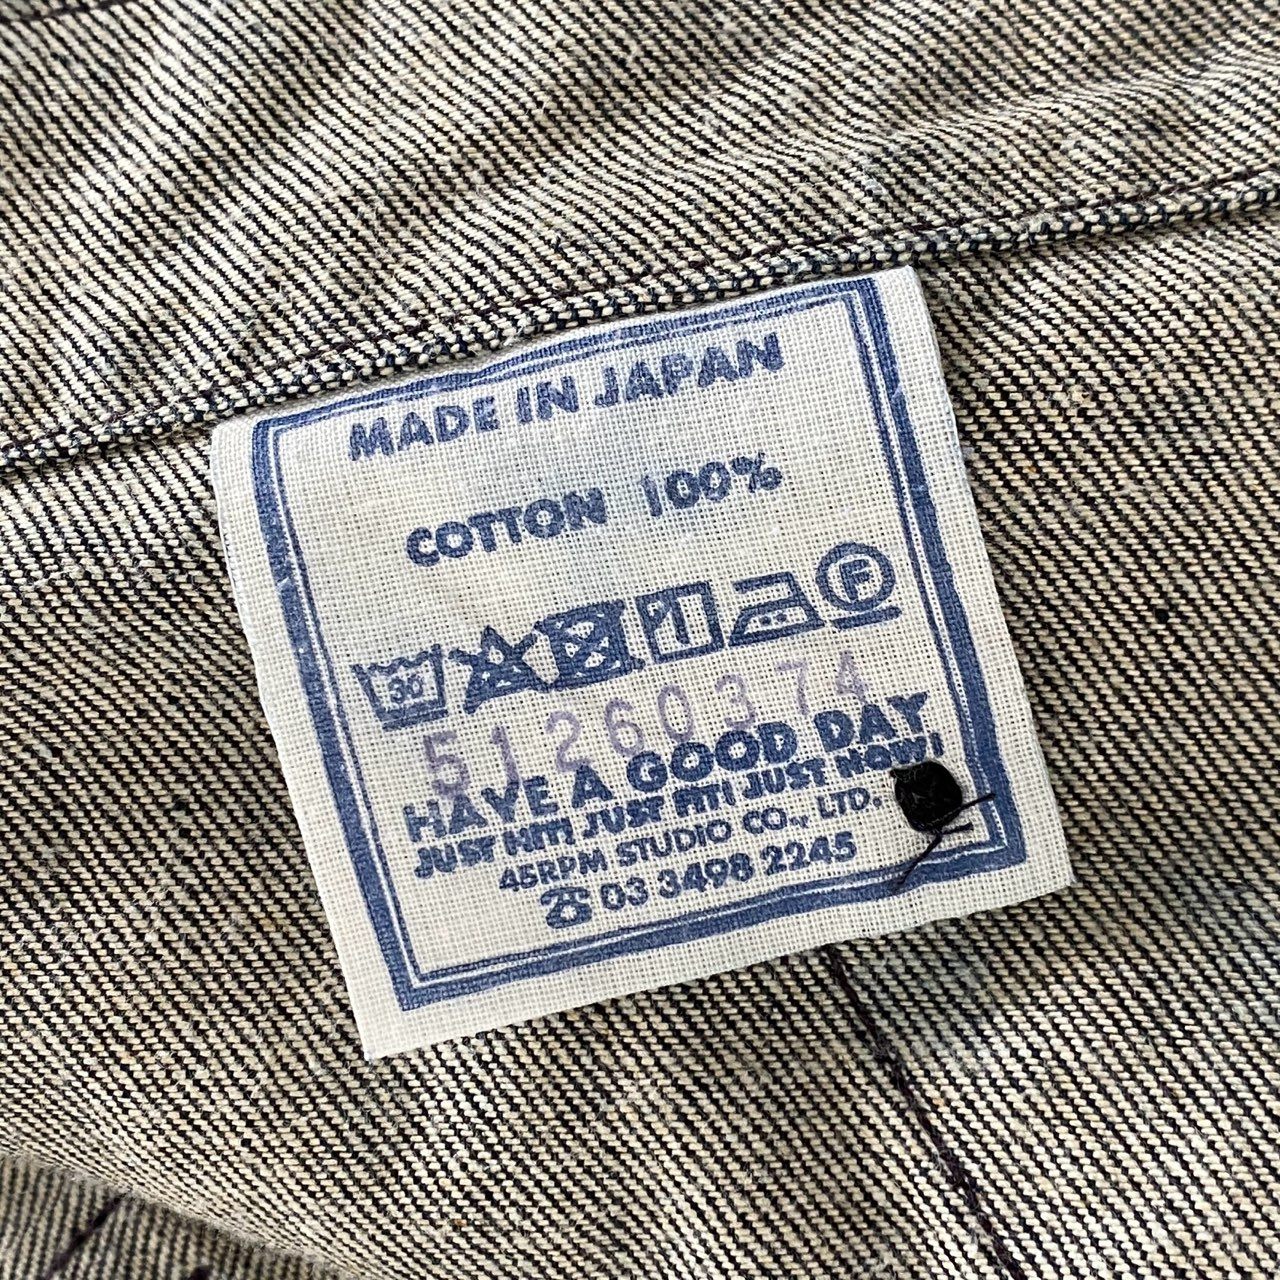 MADE IN JAPAN
COTTON 100%
30 F
51260374
HAVE A GOOD DAY
JUST HIT! JUST FIT! JUST NOW!
45RPM STUDIO CO., LTD.
☎03 3498 2245